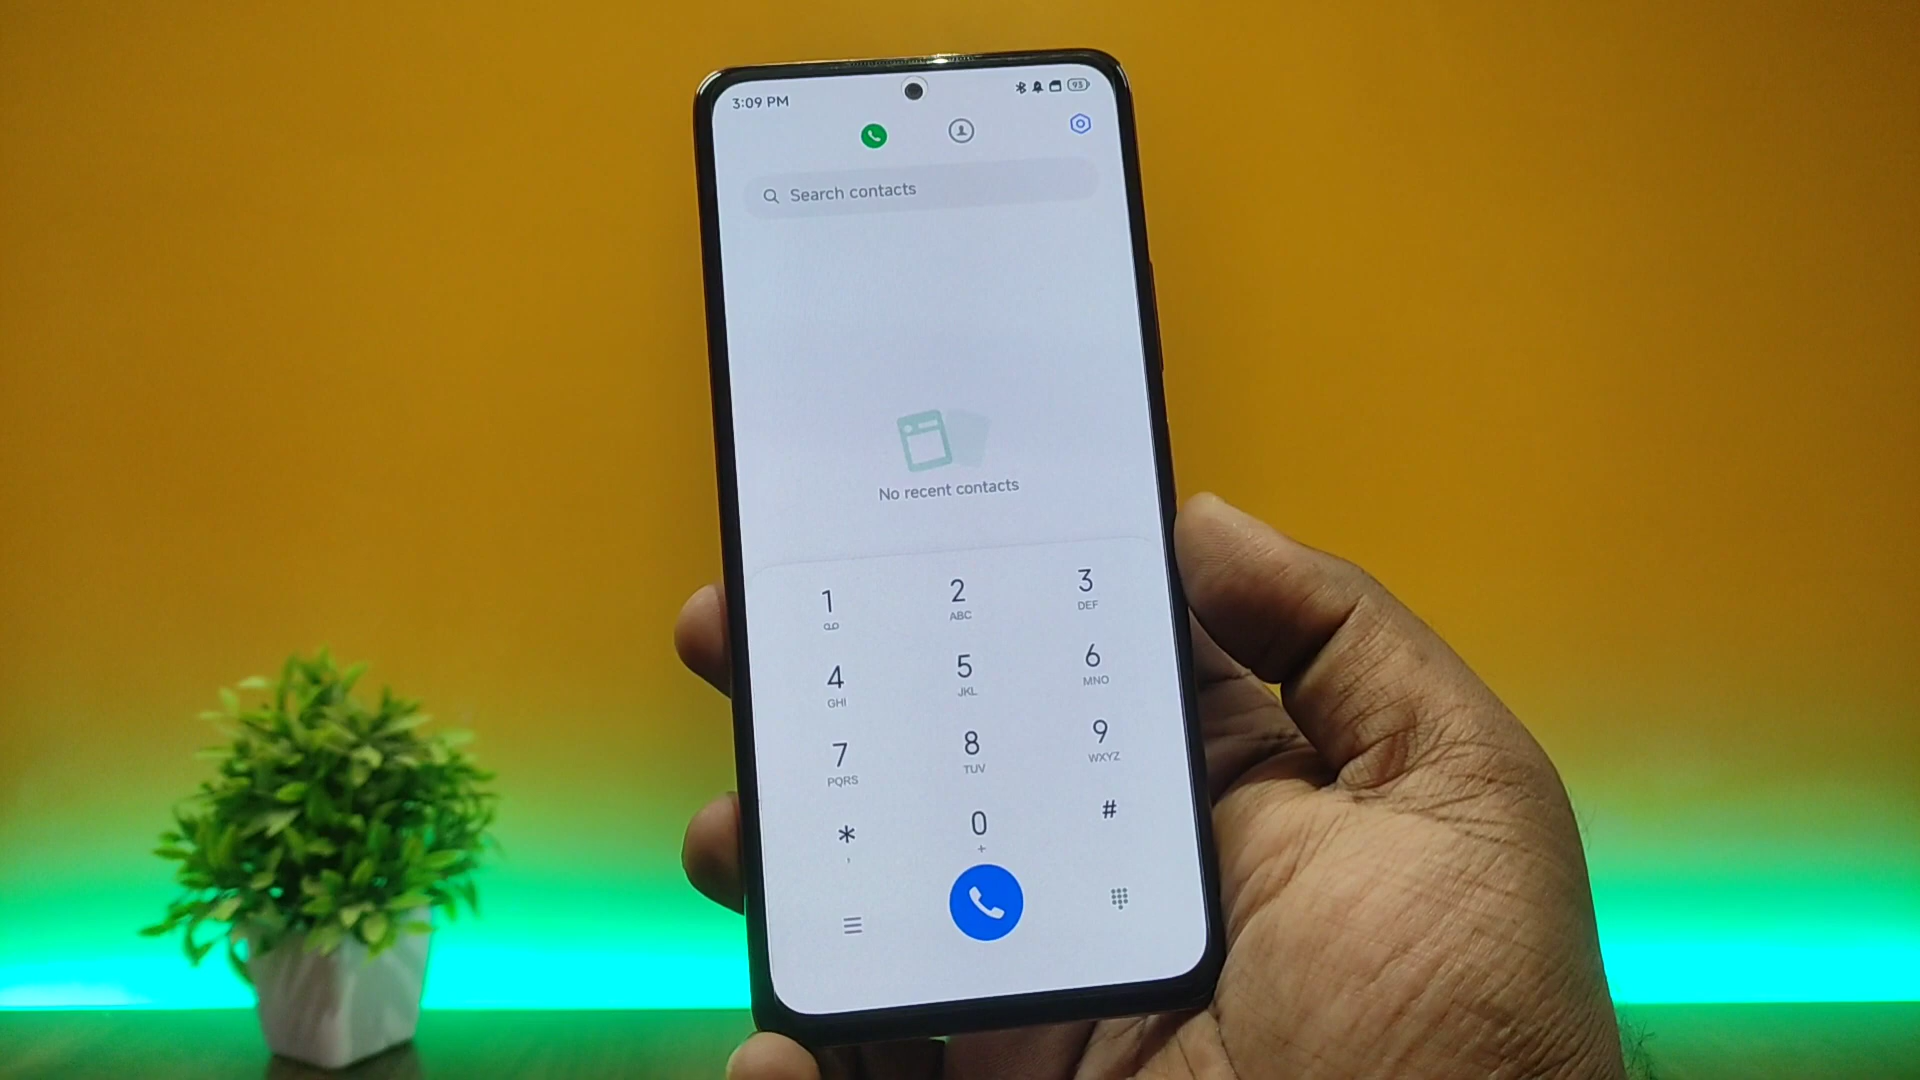 3:09 PM
93
Search contacts
No recent contacts
1 2 3
ABC DEF
4 5 6
GHI JKL MNO
7 8 9
PQRS TUV WXYZ
* 0 #
, +